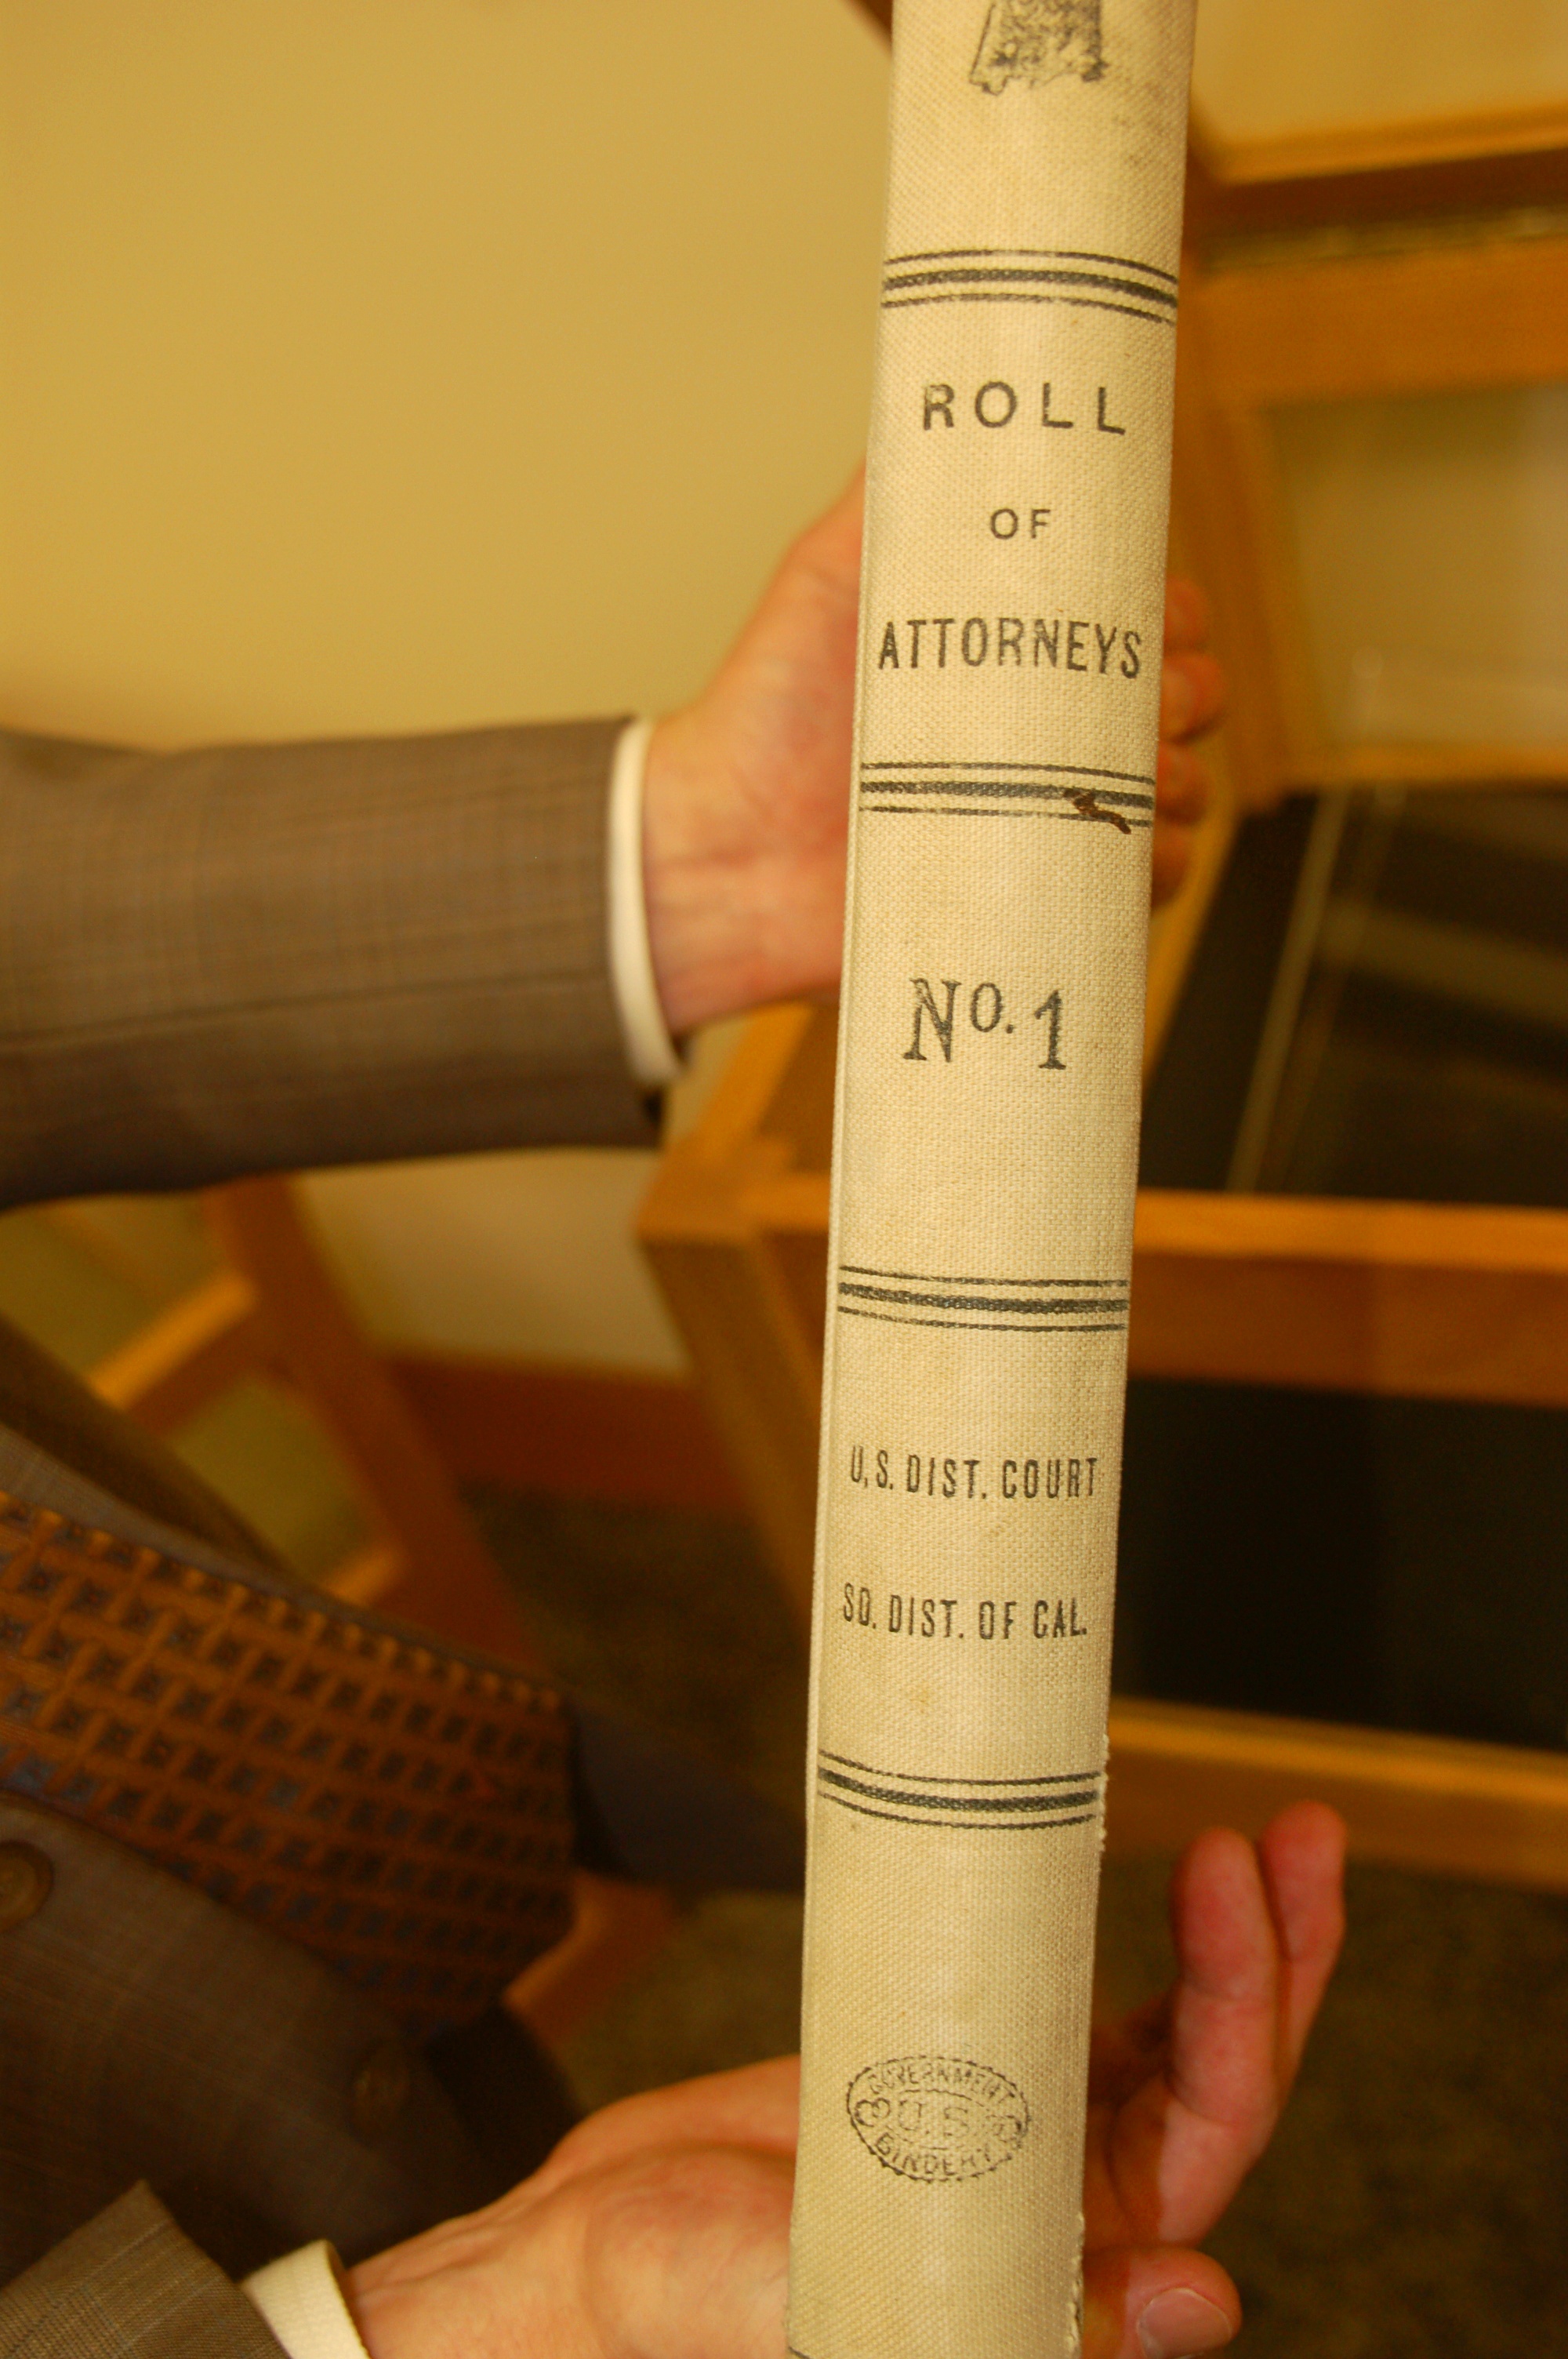 ROLL
OF
ATTORNEYS
No. 1
U.S. DIST. COURT
SO. DIST. OF CAL.
GOVERNMENT
U.S.
BINDERY